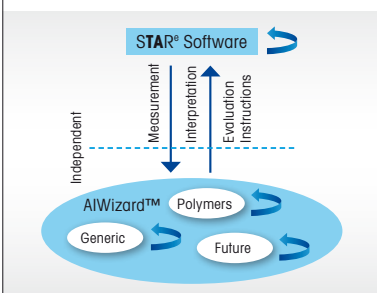 STARᵉ Software
Independent
Measurement
Interpretation
Evaluation
Instructions
AIWizard™
Polymers
Generic
Future